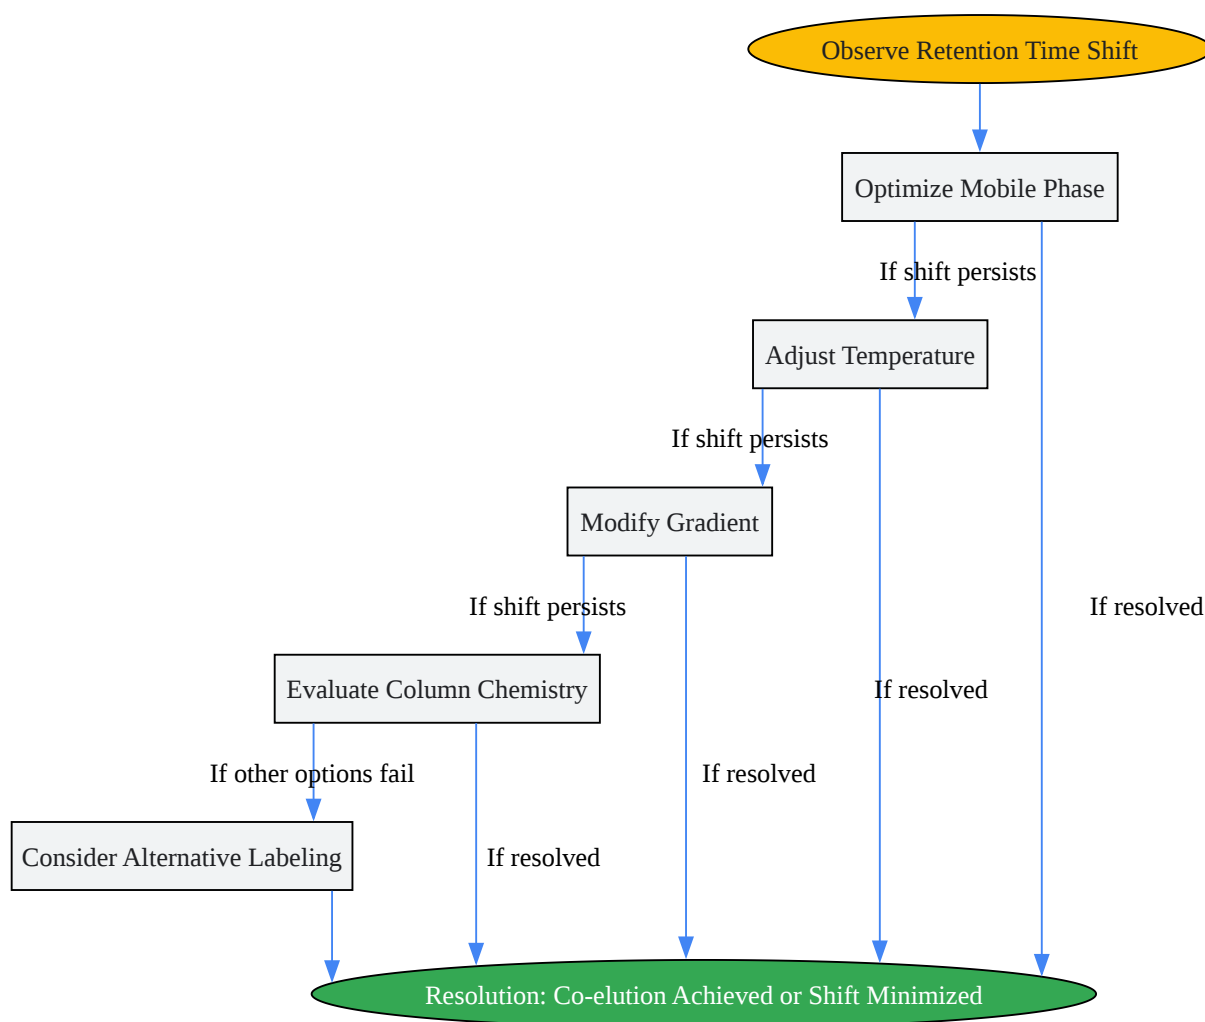 Observe Retention Time Shift
Optimize Mobile Phase
If shift persists
Adjust Temperature
If shift persists
Modify Gradient
If shift persists
If resolved
Evaluate Column Chemistry
If resolved
If other options fail
If resolved
Consider Alternative Labeling
If resolved
Resolution: Co-elution Achieved or Shift Minimized